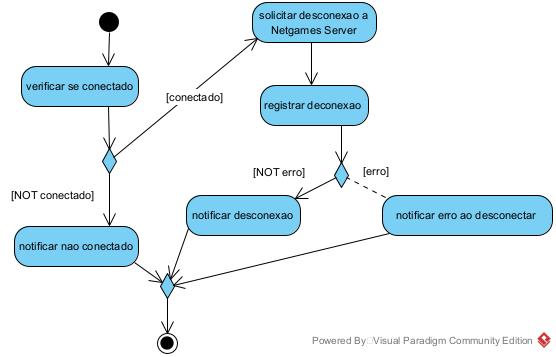 solicitar desconexao a
Netgames Server
verificar se conectado
[conectado]
registrar deconexao
[NOT erro]
[erro]
[NOT conectado]
notificar desconexao
notificar erro ao desconectar
notificar nao conectado
Powered By Visual Paradigm Community Edition